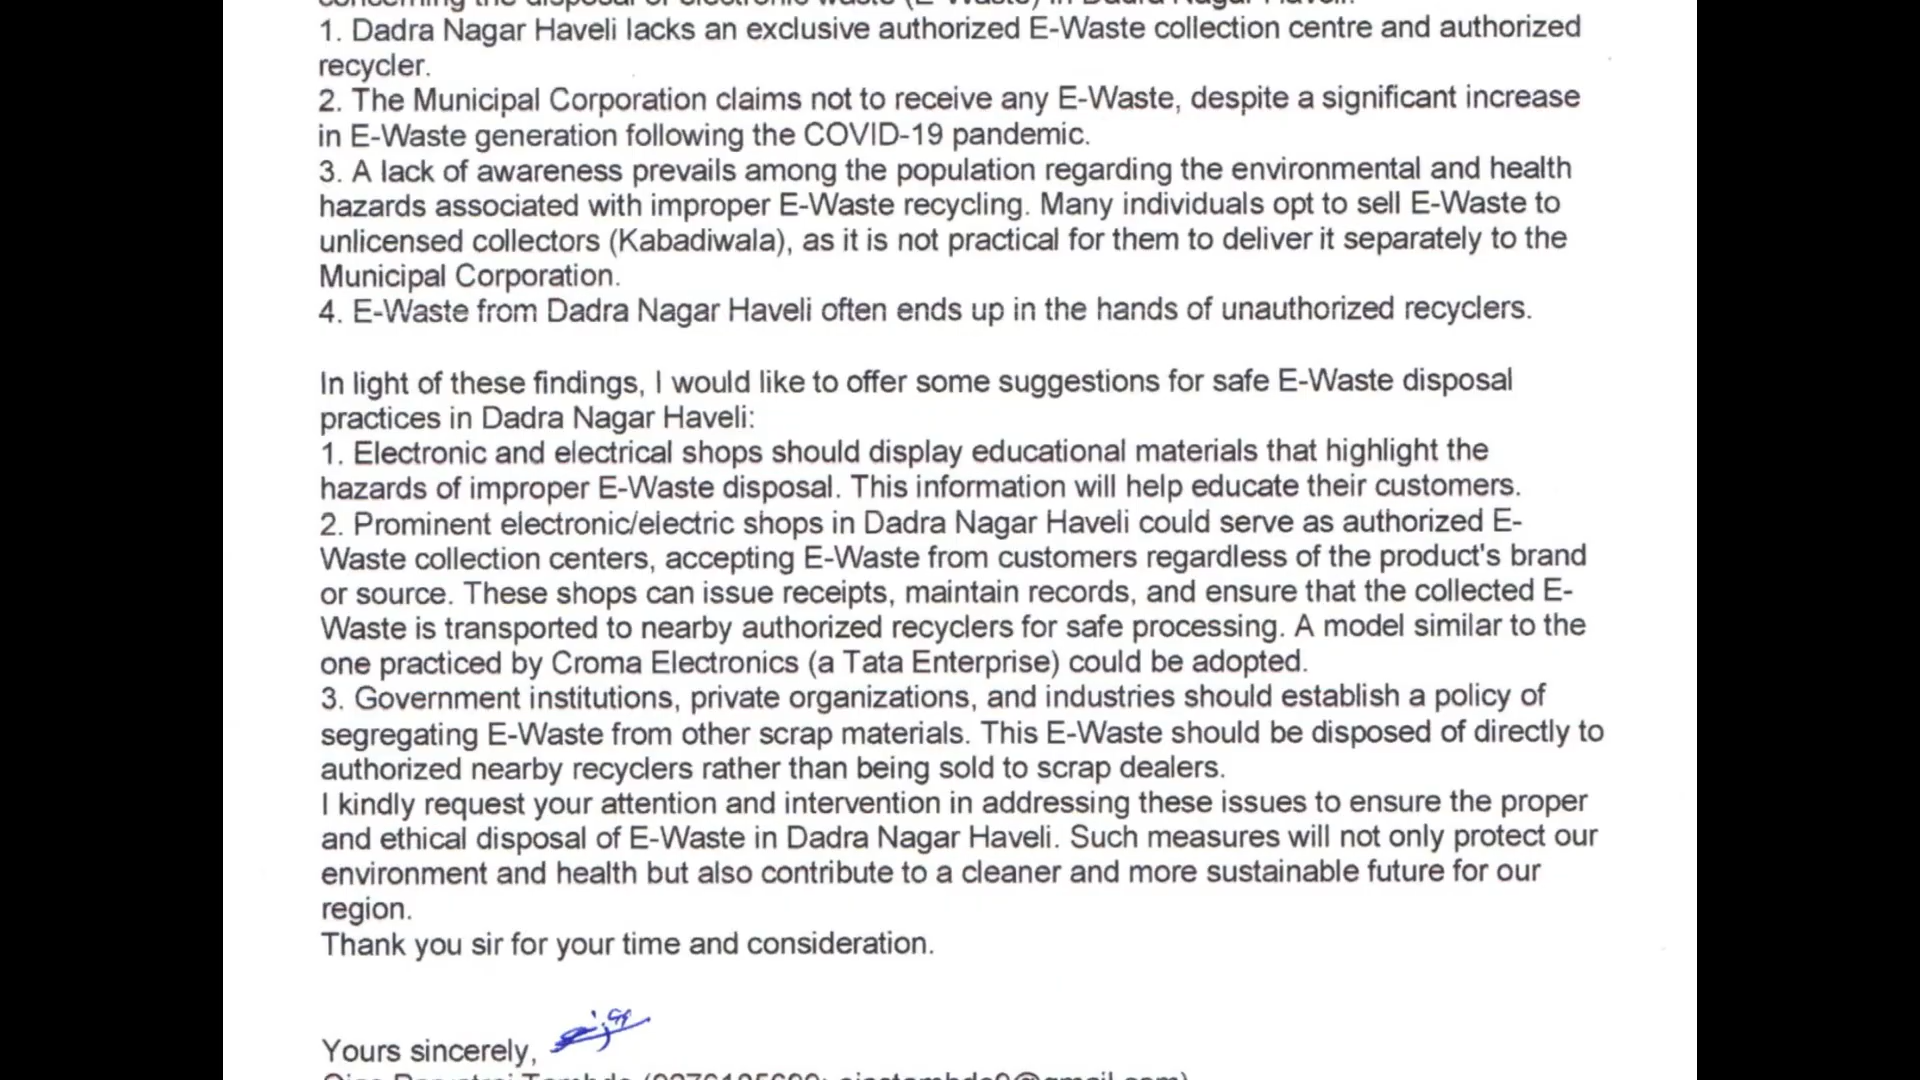 1. Dadra Nagar Haveli lacks an exclusive authorized E-Waste collection centre and authorized
recycler.
2. The Municipal Corporation claims not to receive any E-Waste, despite a significant increase
in E-Waste generation following the COVID-19 pandemic.
3. A lack of awareness prevails among the population regarding the environmental and health
hazards associated with improper E-Waste recycling. Many individuals opt to sell E-Waste to
unlicensed collectors (Kabadiwala), as it is not practical for them to deliver it separately to the
Municipal Corporation.
4. E-Waste from Dadra Nagar Haveli often ends up in the hands of unauthorized recyclers.
In light of these findings, I would like to offer some suggestions for safe E-Waste disposal
practices in Dadra Nagar Haveli:
1. Electronic and electrical shops should display educational materials that highlight the
hazards of improper E-Waste disposal. This information will help educate their customers.
2. Prominent electronic/electric shops in Dadra Nagar Haveli could serve as authorized E-
Waste collection centers, accepting E-Waste from customers regardless of the product's brand
or source. These shops can issue receipts, maintain records, and ensure that the collected E-
Waste is transported to nearby authorized recyclers for safe processing. A model similar to the
one practiced by Croma Electronics (a Tata Enterprise) could be adopted.
3. Government institutions, private organizations, and industries should establish a policy of
segregating E-Waste from other scrap materials. This E-Waste should be disposed of directly to
authorized nearby recyclers rather than being sold to scrap dealers.
I kindly request your attention and intervention in addressing these issues to ensure the proper
and ethical disposal of E-Waste in Dadra Nagar Haveli. Such measures will not only protect our
environment and health but also contribute to a cleaner and more sustainable future for our
region.
Thank you sir for your time and consideration.
Yours sincerely,